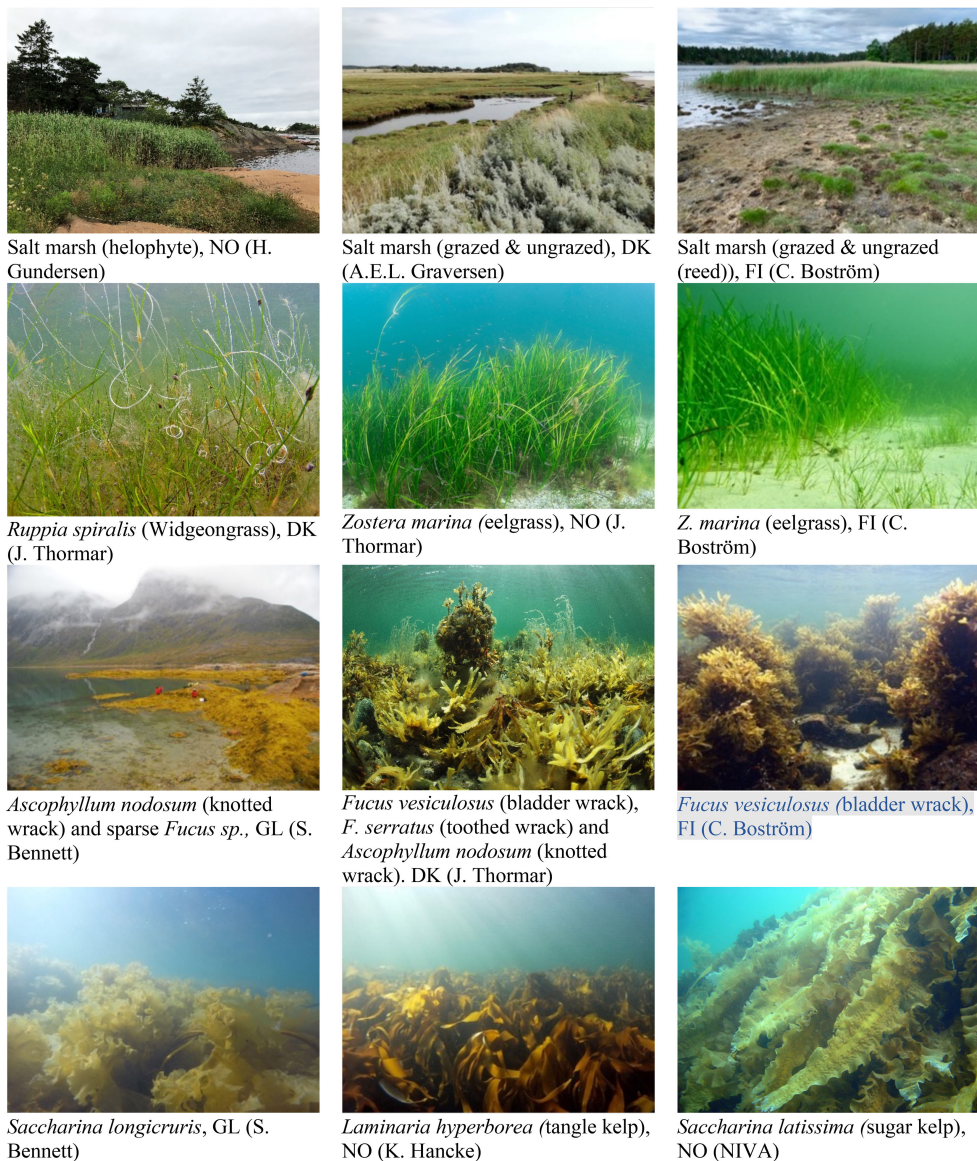 Salt marsh (helophyte), NO (H.
Gundersen)
Salt marsh (grazed & ungrazed), DK
(A.E.L. Graversen)
Salt marsh (grazed & ungrazed
(reed)), FI (C. Boström)
Ruppia spiralis (Widgeongrass), DK
(J. Thormar)
Zostera marina (eelgrass), NO (J.
Thormar)
Z. marina (eelgrass), FI (C.
Boström)
Ascophyllum nodosum (knotted
wrack) and sparse Fucus sp., GL (S.
Bennett)
Fucus vesiculosus (bladder wrack),
F. serratus (toothed wrack) and
Ascophyllum nodosum (knotted
wrack). DK (J. Thormar)
Fucus vesiculosus (bladder wrack),
FI (C. Boström)
Saccharina longicruris, GL (S.
Bennett)
Laminaria hyperborea (tangle kelp),
NO (K. Hancke)
Saccharina latissima (sugar kelp),
NO (NIVA)